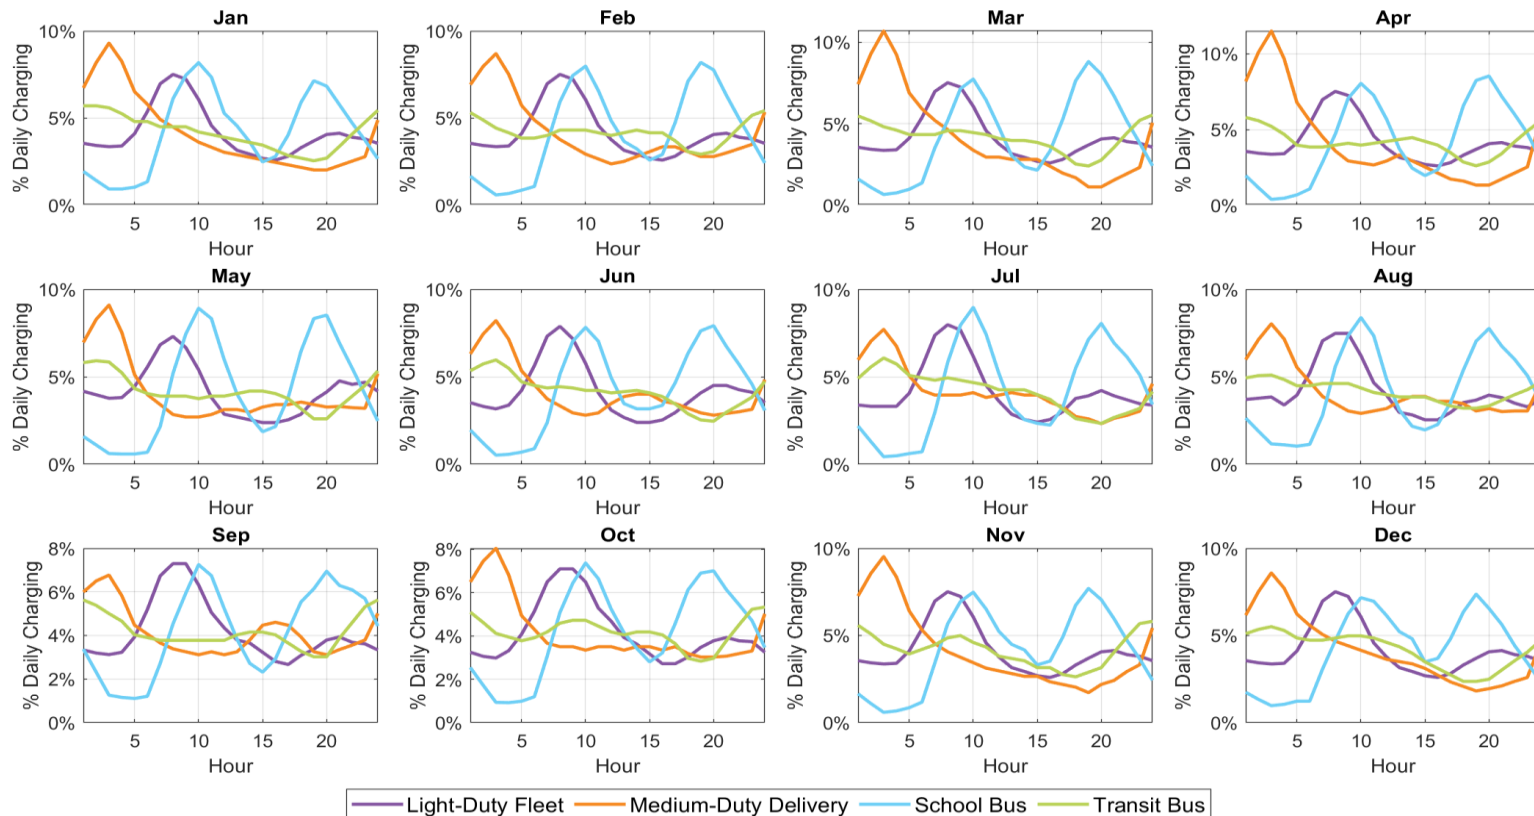 Jan Feb Mar Apr
10% 10% 10% 10%
5% 5% 5% 5%
0% 0% 0% 0%
% Daily Charging % Daily Charging % Daily Charging % Daily Charging
5 10 15 20 5 10 15 20 5 10 15 20 5 10 15 20
Hour Hour Hour Hour
May Jun Jul Aug
10% 10% 10% 10%
5% 5% 5% 5%
0% 0% 0% 0%
% Daily Charging % Daily Charging % Daily Charging % Daily Charging
5 10 15 20 5 10 15 20 5 10 15 20 5 10 15 20
Hour Hour Hour Hour
Sep Oct Nov Dec
8% 8% 10% 10%
6% 6%
4% 4% 5% 5%
2% 2%
0% 0% 0% 0%
% Daily Charging % Daily Charging % Daily Charging % Daily Charging
5 10 15 20 5 10 15 20 5 10 15 20 5 10 15 20
Hour Hour Hour Hour
Light-Duty Fleet Medium-Duty Delivery School Bus Transit Bus